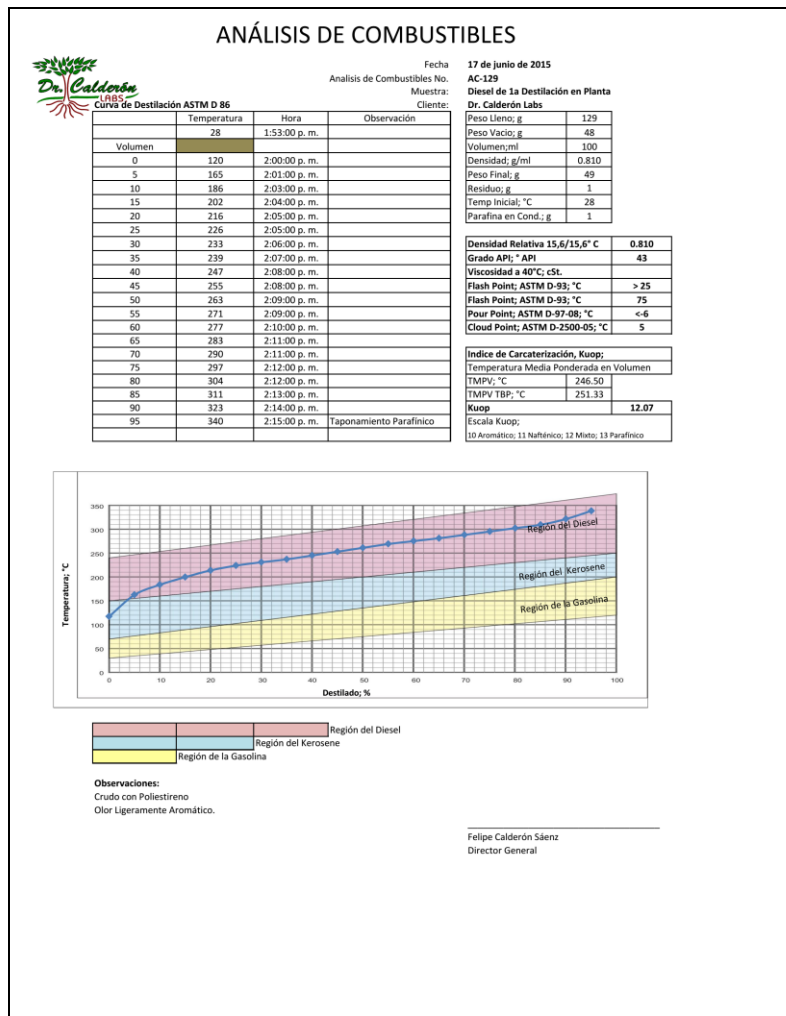 ANÁLISIS DE COMBUSTIBLES
Dr. Calderón
LABS
Fecha 17 de junio de 2015
Analisis de Combustibles No. AC-129
Muestra: Diesel de 1a Destilación en Planta
Curva de Destilación ASTM D 86 Cliente: Dr. Calderón Labs
Temperatura Hora Observación
28 1:53:00 p. m.
Volumen
0 120 2:00:00 p. m.
5 165 2:01:00 p. m.
10 186 2:03:00 p. m.
15 202 2:04:00 p. m.
20 216 2:05:00 p. m.
25 226 2:05:00 p. m.
30 233 2:06:00 p. m.
35 239 2:07:00 p. m.
40 247 2:08:00 p. m.
45 255 2:08:00 p. m.
50 263 2:09:00 p. m.
55 271 2:09:00 p. m.
60 277 2:10:00 p. m.
65 283 2:11:00 p. m.
70 290 2:11:00 p. m.
75 297 2:12:00 p. m.
80 304 2:12:00 p. m.
85 311 2:13:00 p. m.
90 323 2:14:00 p. m.
95 340 2:15:00 p. m. Taponamiento Parafínico
Peso Lleno; g 129
Peso Vacio; g 48
Volumen;ml 100
Densidad; g/ml 0.810
Peso Final; g 49
Residuo; g 1
Temp Inicial; °C 28
Parafina en Cond.; g 1
Densidad Relativa 15,6/15,6° C 0.810
Grado API; ° API 43
Viscosidad a 40°C; cSt.
Flash Point; ASTM D-93; °C > 25
Flash Point; ASTM D-93; °C 75
Pour Point; ASTM D-97-08; °C <-6
Cloud Point; ASTM D-2500-05; °C 5
Indice de Carcaterización, Kuop;
Temperatura Media Ponderada en Volumen
TMPV; °C 246.50
TMPV TBP; °C 251.33
Kuop 12.07
Escala Kuop;
10 Aromático; 11 Nafténico; 12 Mixto; 13 Parafínico
Temperatura; °C
350
300
250
200
150
100
50
0
Región del Diesel
Región del Kerosene
Región de la Gasolina
0 10 20 30 40 50 60 70 80 90 100
Destilado; %
Región del Diesel
Región del Kerosene
Región de la Gasolina
Observaciones:
Crudo con Poliestireno
Olor Ligeramente Aromático.
Felipe Calderón Sáenz
Director General